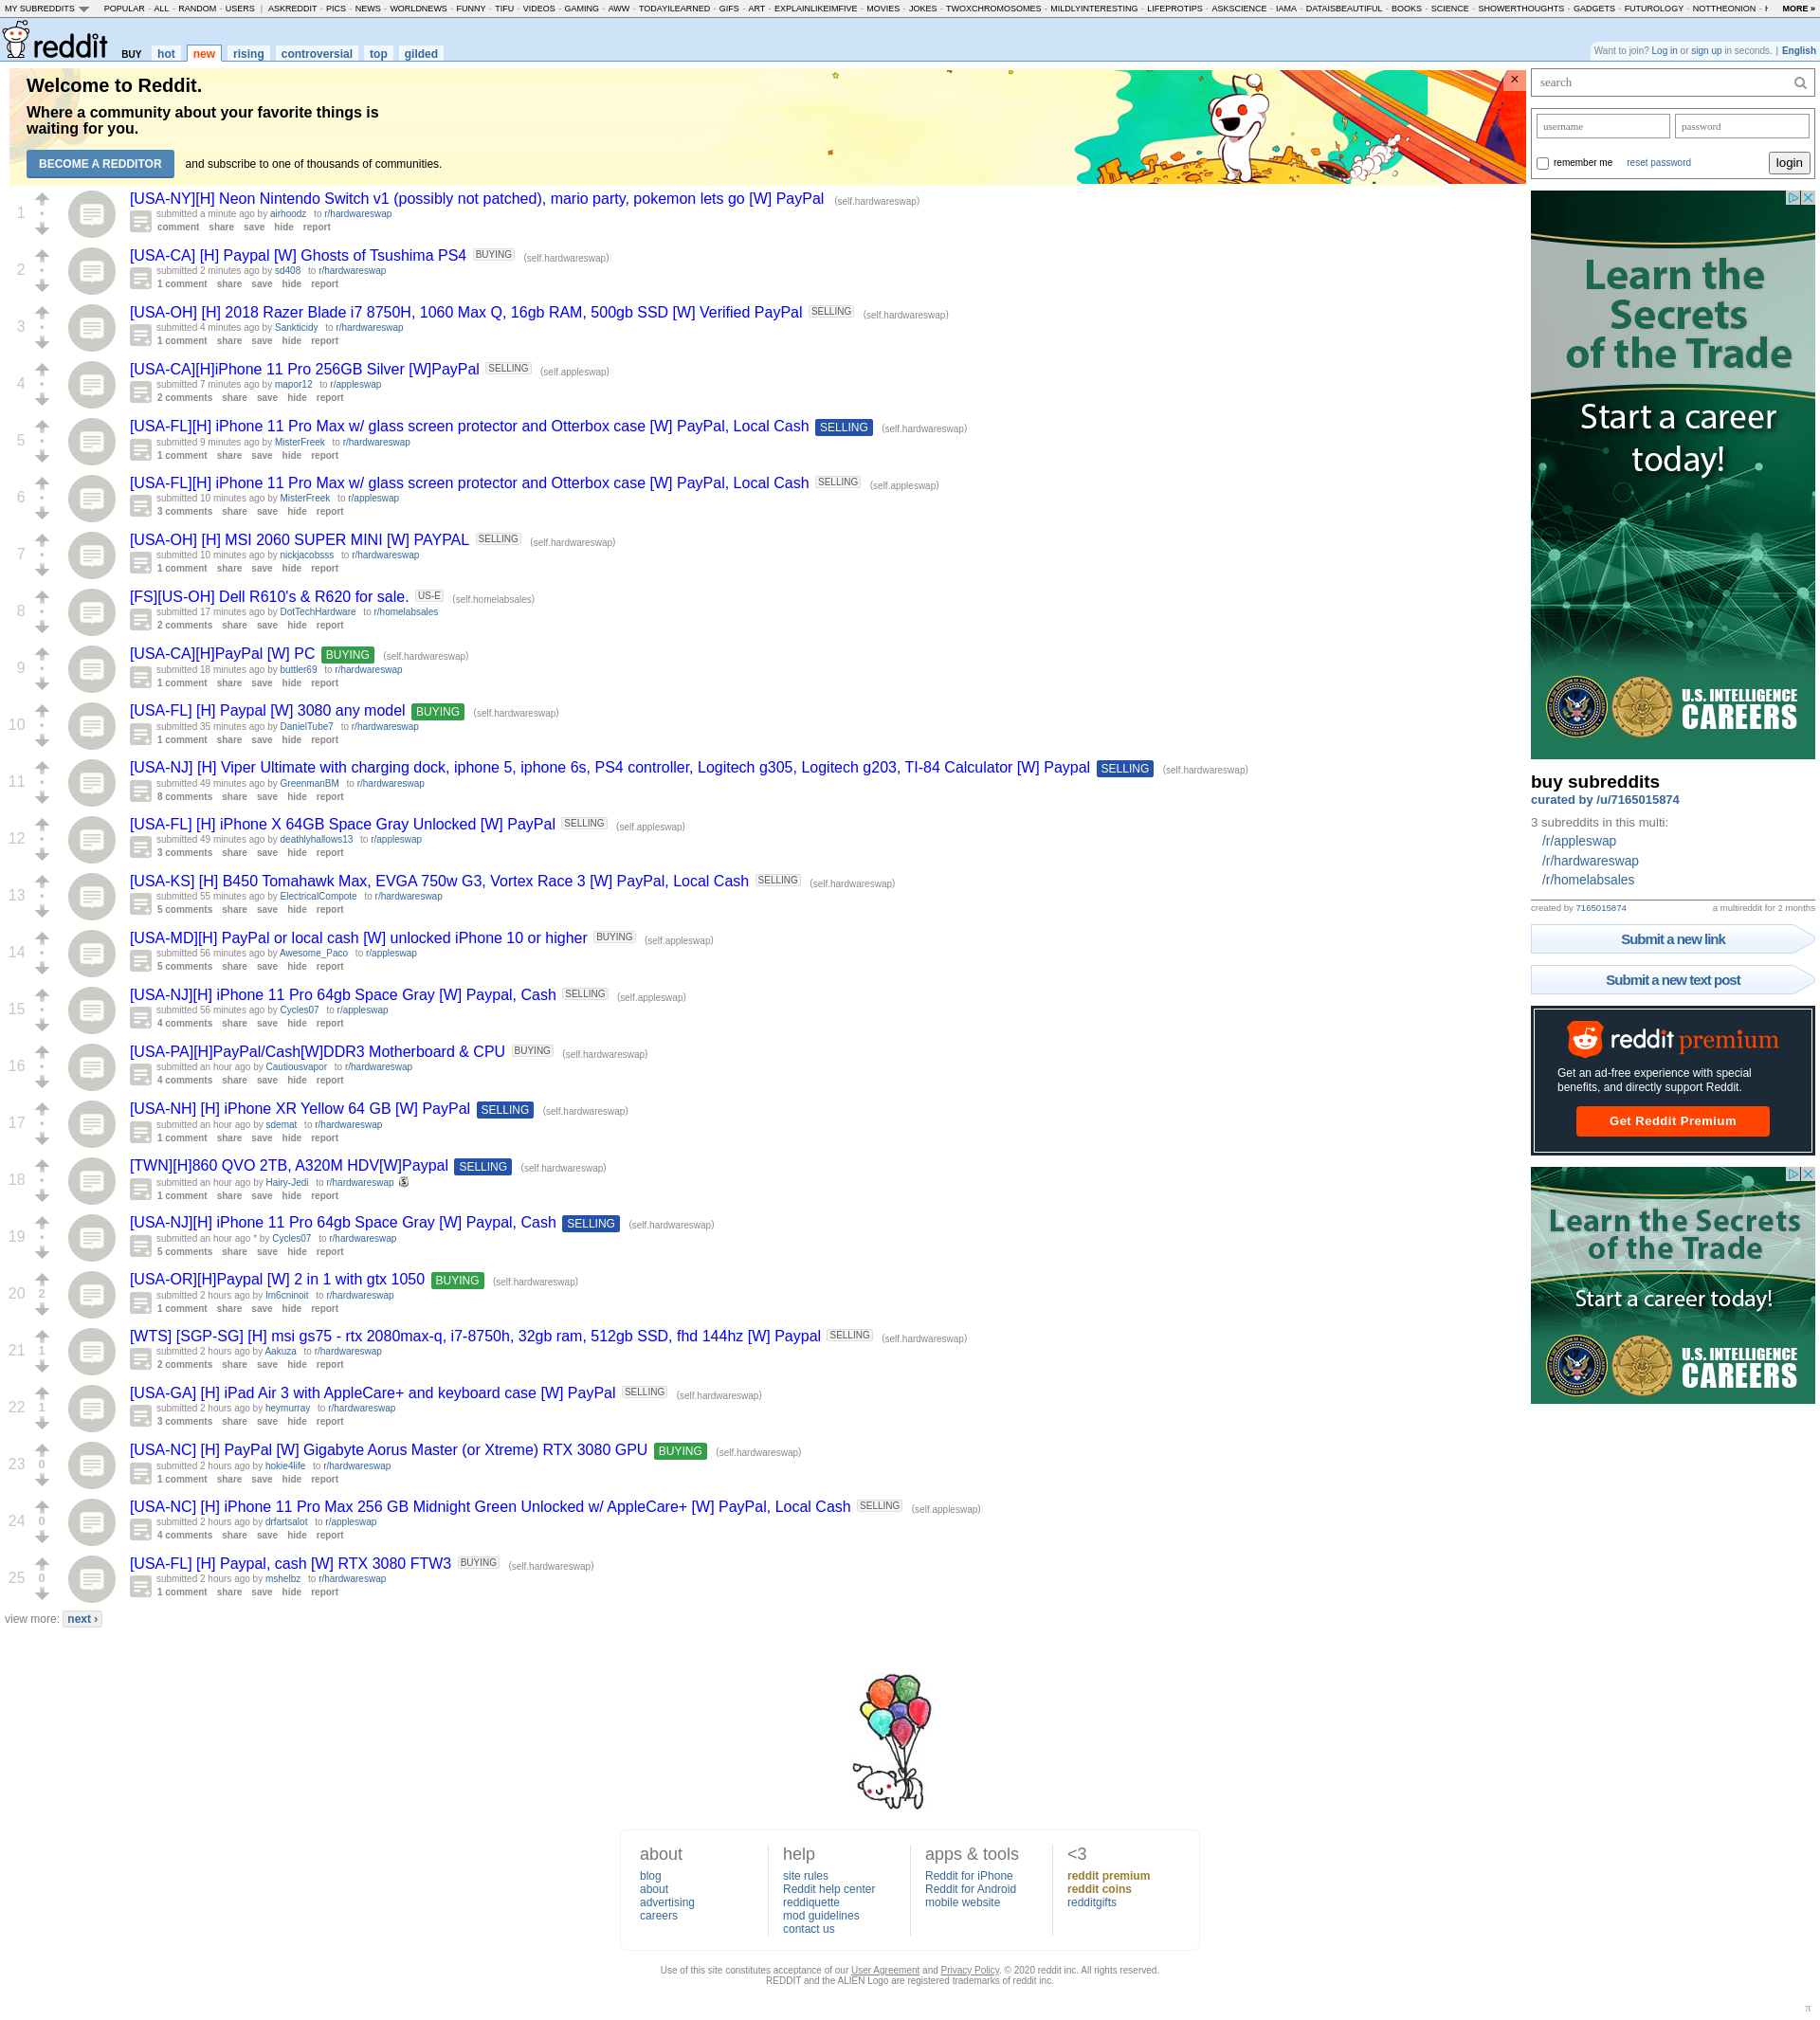 MY SUBREDDITS POPULAR - ALL - RANDOM - USERS | ASKREDDIT - PICS - NEWS - WORLDNEWS - FUNNY - TIFU - VIDEOS - GAMING - AWW - TODAYILEARNED - GIFS - ART - EXPLAINLIKEIMFIVE - MOVIES - JOKES - TWOXCHROMOSOMES - MILDLYINTERESTING - LIFEPROTIPS - ASKSCIENCE - IAMA - DATAISBEAUTIFUL - BOOKS - SCIENCE - SHOWERTHOUGHTS - GADGETS - FUTUROLOGY - NOTTHEONION - MORE »
reddit BUY hot new rising controversial top gilded
Want to join? Log in or sign up in seconds. | English
Welcome to Reddit.
Where a community about your favorite things is
waiting for you.
BECOME A REDDITOR and subscribe to one of thousands of communities.
×
search
username password
remember me reset password login
1 [USA-NY][H] Neon Nintendo Switch v1 (possibly not patched), mario party, pokemon lets go [W] PayPal (self.hardwareswap)
submitted a minute ago by airhoodz to r/hardwareswap
comment share save hide report
2 [USA-CA] [H] Paypal [W] Ghosts of Tsushima PS4 BUYING (self.hardwareswap)
submitted 2 minutes ago by sd408 to r/hardwareswap
1 comment share save hide report
3 [USA-OH] [H] 2018 Razer Blade i7 8750H, 1060 Max Q, 16gb RAM, 500gb SSD [W] Verified PayPal SELLING (self.hardwareswap)
submitted 4 minutes ago by Sankticidy to r/hardwareswap
1 comment share save hide report
4 [USA-CA][H]iPhone 11 Pro 256GB Silver [W]PayPal SELLING (self.appleswap)
submitted 7 minutes ago by mapor12 to r/appleswap
2 comments share save hide report
5 [USA-FL][H] iPhone 11 Pro Max w/ glass screen protector and Otterbox case [W] PayPal, Local Cash SELLING (self.hardwareswap)
submitted 9 minutes ago by MisterFreek to r/hardwareswap
1 comment share save hide report
6 [USA-FL][H] iPhone 11 Pro Max w/ glass screen protector and Otterbox case [W] PayPal, Local Cash SELLING (self.appleswap)
submitted 10 minutes ago by MisterFreek to r/appleswap
3 comments share save hide report
7 [USA-OH] [H] MSI 2060 SUPER MINI [W] PAYPAL SELLING (self.hardwareswap)
submitted 10 minutes ago by nickjacobsss to r/hardwareswap
1 comment share save hide report
8 [FS][US-OH] Dell R610's & R620 for sale. US-E (self.homelabsales)
submitted 17 minutes ago by DotTechHardware to r/homelabsales
2 comments share save hide report
9 [USA-CA][H]PayPal [W] PC BUYING (self.hardwareswap)
submitted 18 minutes ago by buttler69 to r/hardwareswap
1 comment share save hide report
10 [USA-FL] [H] Paypal [W] 3080 any model BUYING (self.hardwareswap)
submitted 35 minutes ago by DanielTube7 to r/hardwareswap
1 comment share save hide report
11 [USA-NJ] [H] Viper Ultimate with charging dock, iphone 5, iphone 6s, PS4 controller, Logitech g305, Logitech g203, TI-84 Calculator [W] Paypal SELLING (self.hardwareswap)
submitted 49 minutes ago by GreenmanBM to r/hardwareswap
8 comments share save hide report
12 [USA-FL] [H] iPhone X 64GB Space Gray Unlocked [W] PayPal SELLING (self.appleswap)
submitted 49 minutes ago by deathlyhallows13 to r/appleswap
3 comments share save hide report
13 [USA-KS] [H] B450 Tomahawk Max, EVGA 750w G3, Vortex Race 3 [W] PayPal, Local Cash SELLING (self.hardwareswap)
submitted 55 minutes ago by ElectricalCompote to r/hardwareswap
5 comments share save hide report
14 [USA-MD][H] PayPal or local cash [W] unlocked iPhone 10 or higher BUYING (self.appleswap)
submitted 56 minutes ago by Awesome_Paco to r/appleswap
5 comments share save hide report
15 [USA-NJ][H] iPhone 11 Pro 64gb Space Gray [W] Paypal, Cash SELLING (self.appleswap)
submitted 56 minutes ago by Cycles07 to r/appleswap
4 comments share save hide report
16 [USA-PA][H]PayPal/Cash[W]DDR3 Motherboard & CPU BUYING (self.hardwareswap)
submitted an hour ago by Cautiousvapor to r/hardwareswap
4 comments share save hide report
17 [USA-NH] [H] iPhone XR Yellow 64 GB [W] PayPal SELLING (self.hardwareswap)
submitted an hour ago by sdemat to r/hardwareswap
1 comment share save hide report
18 [TWN][H]860 QVO 2TB, A320M HDV[W]Paypal SELLING (self.hardwareswap)
submitted an hour ago by Hairy-Jedi to r/hardwareswap
1 comment share save hide report
19 [USA-NJ][H] iPhone 11 Pro 64gb Space Gray [W] Paypal, Cash SELLING (self.hardwareswap)
submitted an hour ago * by Cycles07 to r/hardwareswap
5 comments share save hide report
20 2 [USA-OR][H]Paypal [W] 2 in 1 with gtx 1050 BUYING (self.hardwareswap)
submitted 2 hours ago by Im6cninoit to r/hardwareswap
1 comment share save hide report
21 1 [WTS] [SGP-SG] [H] msi gs75 - rtx 2080max-q, i7-8750h, 32gb ram, 512gb SSD, fhd 144hz [W] Paypal SELLING (self.hardwareswap)
submitted 2 hours ago by Aakuza to r/hardwareswap
2 comments share save hide report
22 1 [USA-GA] [H] iPad Air 3 with AppleCare+ and keyboard case [W] PayPal SELLING (self.hardwareswap)
submitted 2 hours ago by heymurray to r/hardwareswap
3 comments share save hide report
23 0 [USA-NC] [H] PayPal [W] Gigabyte Aorus Master (or Xtreme) RTX 3080 GPU BUYING (self.hardwareswap)
submitted 2 hours ago by hokie4life to r/hardwareswap
1 comment share save hide report
24 0 [USA-NC] [H] iPhone 11 Pro Max 256 GB Midnight Green Unlocked w/ AppleCare+ [W] PayPal, Local Cash SELLING (self.appleswap)
submitted 2 hours ago by drfartsalot to r/appleswap
4 comments share save hide report
25 0 [USA-FL] [H] Paypal, cash [W] RTX 3080 FTW3 BUYING (self.hardwareswap)
submitted 2 hours ago by mshelbz to r/hardwareswap
1 comment share save hide report
view more: next ›
Learn the
Secrets
of the Trade
Start a career
today!
U.S. INTELLIGENCE
CAREERS
buy subreddits
curated by /u/7165015874
3 subreddits in this multi:
/r/appleswap
/r/hardwareswap
/r/homelabsales
created by 7165015874 a multireddit for 2 months
Submit a new link
Submit a new text post
reddit premium
Get an ad-free experience with special
benefits, and directly support Reddit.
Get Reddit Premium
Learn the Secrets
of the Trade
Start a career today!
U.S. INTELLIGENCE
CAREERS
about
blog
about
advertising
careers
help
site rules
Reddit help center
reddiquette
mod guidelines
contact us
apps & tools
Reddit for iPhone
Reddit for Android
mobile website
<3
reddit premium
reddit coins
redditgifts
Use of this site constitutes acceptance of our User Agreement and Privacy Policy. © 2020 reddit inc. All rights reserved.
REDDIT and the ALIEN Logo are registered trademarks of reddit inc.
π